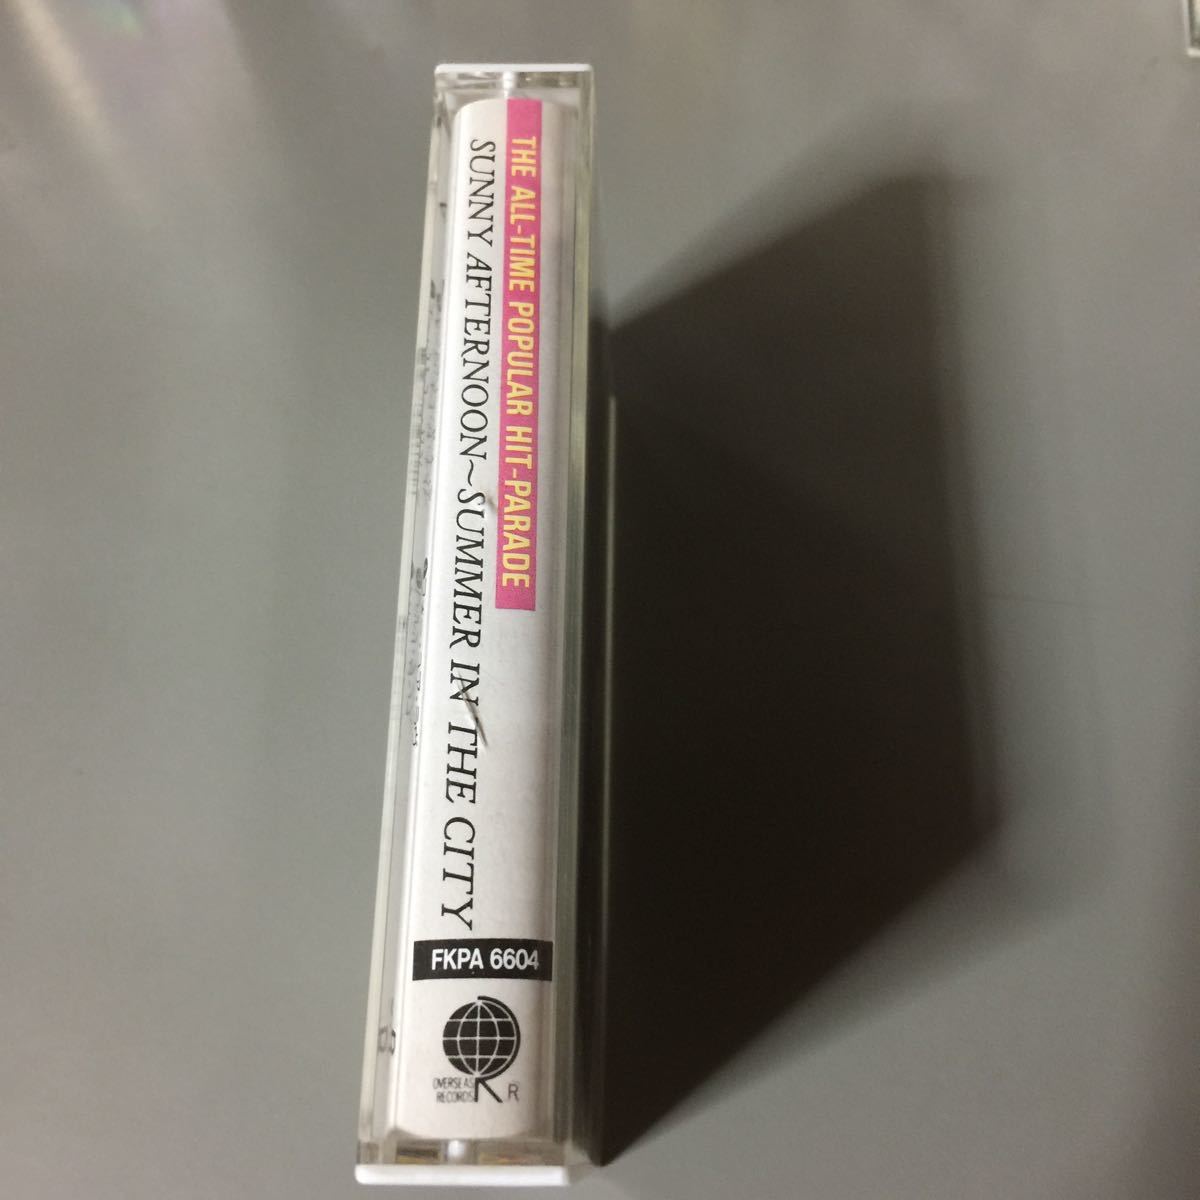 THE ALL-TIME POPULAR HIT-PARADE
SUNNY AFTERNOON~SUMMER IN THE CITY
FKPA 6604
OVERSEAS
RECORDS
R